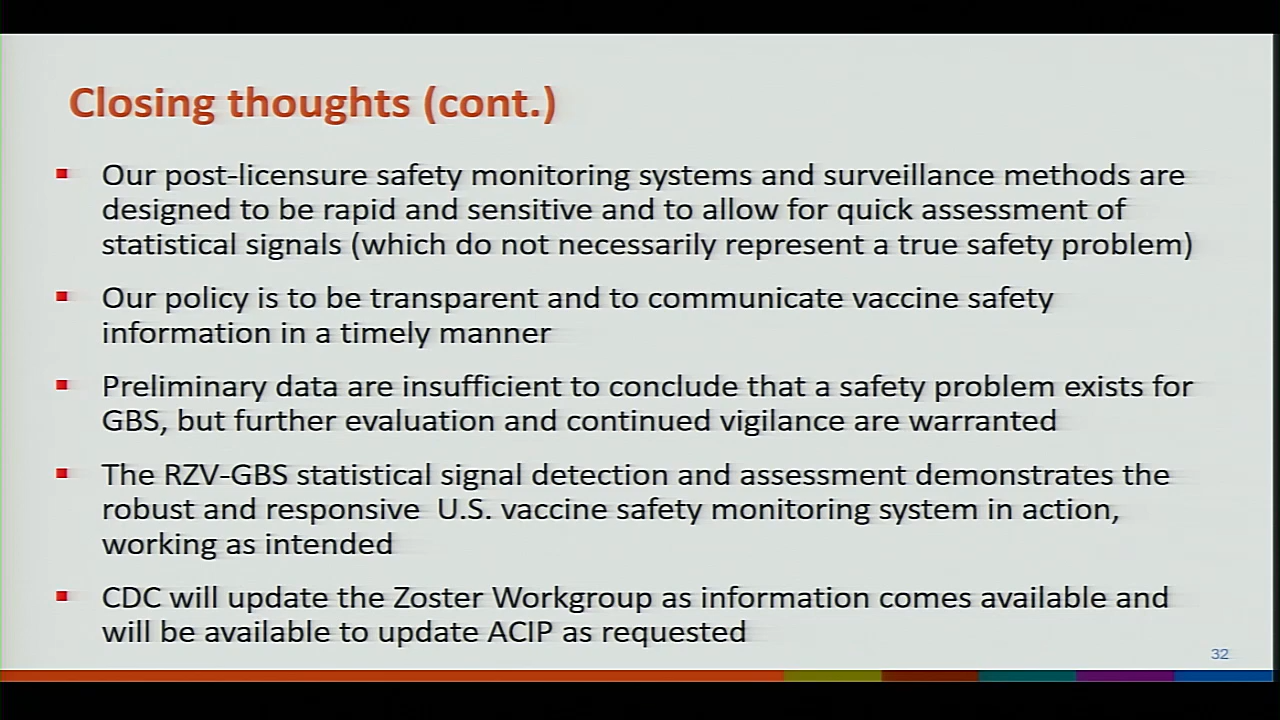 Closing thoughts (cont.)
Our post-licensure safety monitoring systems and surveillance methods are
designed to be rapid and sensitive and to allow for quick assessment of
statistical signals (which do not necessarily represent a true safety problem)
Our policy is to be transparent and to communicate vaccine safety
information in a timely manner
Preliminary data are insufficient to conclude that a safety problem exists for
GBS, but further evaluation and continued vigilance are warranted
The RZV-GBS statistical signal detection and assessment demonstrates the
robust and responsive  U.S. vaccine safety monitoring system in action,
working as intended
CDC will update the Zoster Workgroup as information comes available and
will be available to update ACIP as requested
32